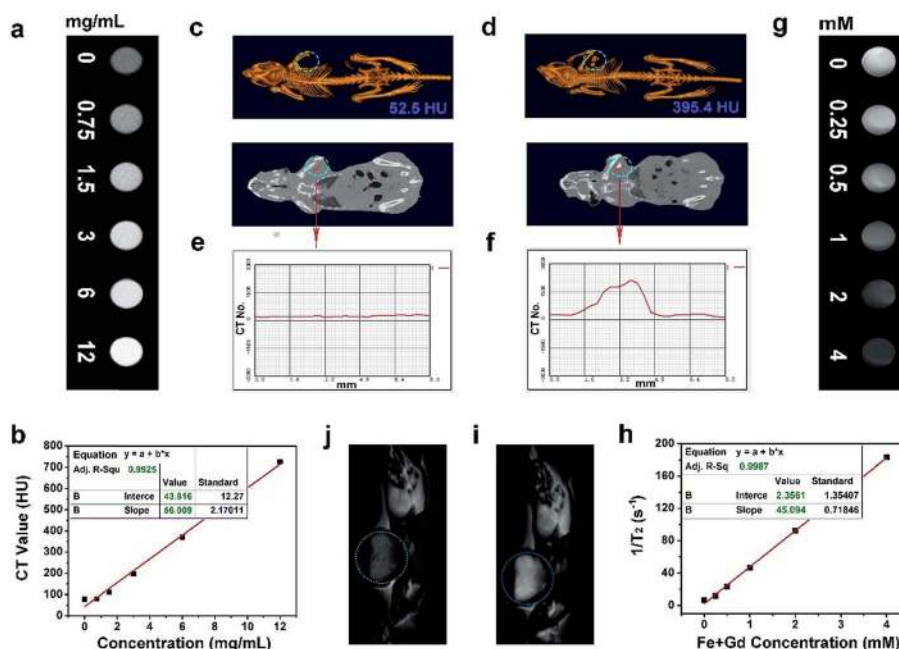 a
mg/mL
0
0.75
1.5
3
6
12
c
52.5 HU
d
395.4 HU
g
mM
0
0.25
0.5
1
2
4
e
CT No.
mm
f
CT No.
mm
b
CT Value (HU)
800
700
600
500
400
300
200
100
0
Equation y = a + b*x
Adj. R-Squ 0.9925
Value Standard
B Interce 43.816 12.27
B Slope 56.009 2.17011
0 2 4 6 8 10 12
Concentration (mg/mL)
j
i
h
1/T2 (s-1)
200
160
120
80
40
0
Equation y = a + b*x
Adj. R-Sq 0.9987
Value Standard
B Interce 2.3561 1.35407
B Slope 45.094 0.71846
0 1 2 3 4
Fe+Gd Concentration (mM)